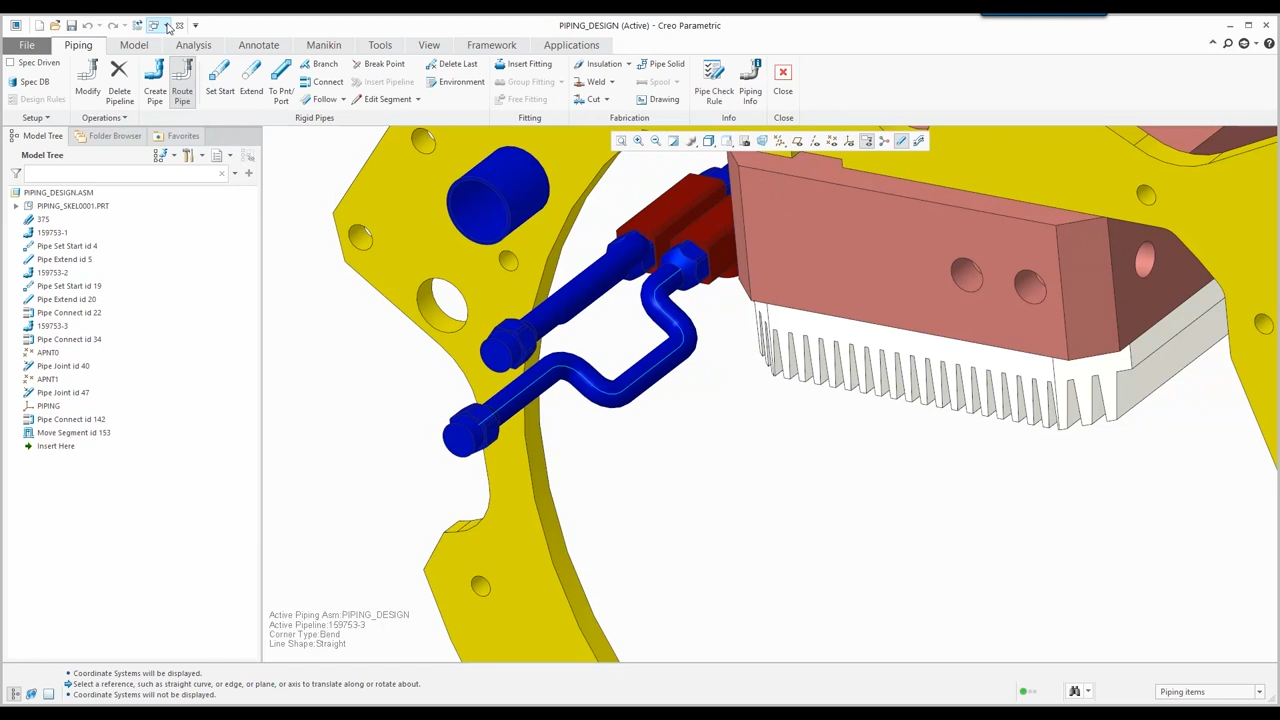 PIPING_DESIGN (Active) - Creo Parametric
File Piping Model Analysis Annotate Manikin Tools View Framework Applications
Spec Driven
Spec DB
Design Rules
Modify
Delete Pipeline
Create Pipe
Route Pipe
Set Start
Extend
To Pnt/ Port
Branch
Connect
Follow
Break Point
Insert Pipeline
Edit Segment
Delete Last
Environment
Insert Fitting
Group Fitting
Free Fitting
Insulation
Weld
Cut
Pipe Solid
Spool
Drawing
Pipe Check Rule
Piping Info
Close
Setup Operations Rigid Pipes Fitting Fabrication Info Close
Model Tree Folder Browser Favorites
Model Tree
PIPING_DESIGN.ASM
PIPING_SKEL0001.PRT
375
159753-1
Pipe Set Start id 4
Pipe Extend id 5
159753-2
Pipe Set Start id 19
Pipe Extend id 20
Pipe Connect id 22
159753-3
Pipe Connect id 34
APNT0
Pipe Joint id 40
APNT1
Pipe Joint id 47
PIPING
Pipe Connect id 142
Move Segment id 153
Insert Here
Active Piping Asm:PIPING_DESIGN
Active Pipeline:159753-3
Corner Type:Bend
Line Shape:Straight
• Coordinate Systems will be displayed.
Select a reference, such as straight curve, or edge, or plane, or axis to translate along or rotate about.
• Coordinate Systems will not be displayed.
Piping items